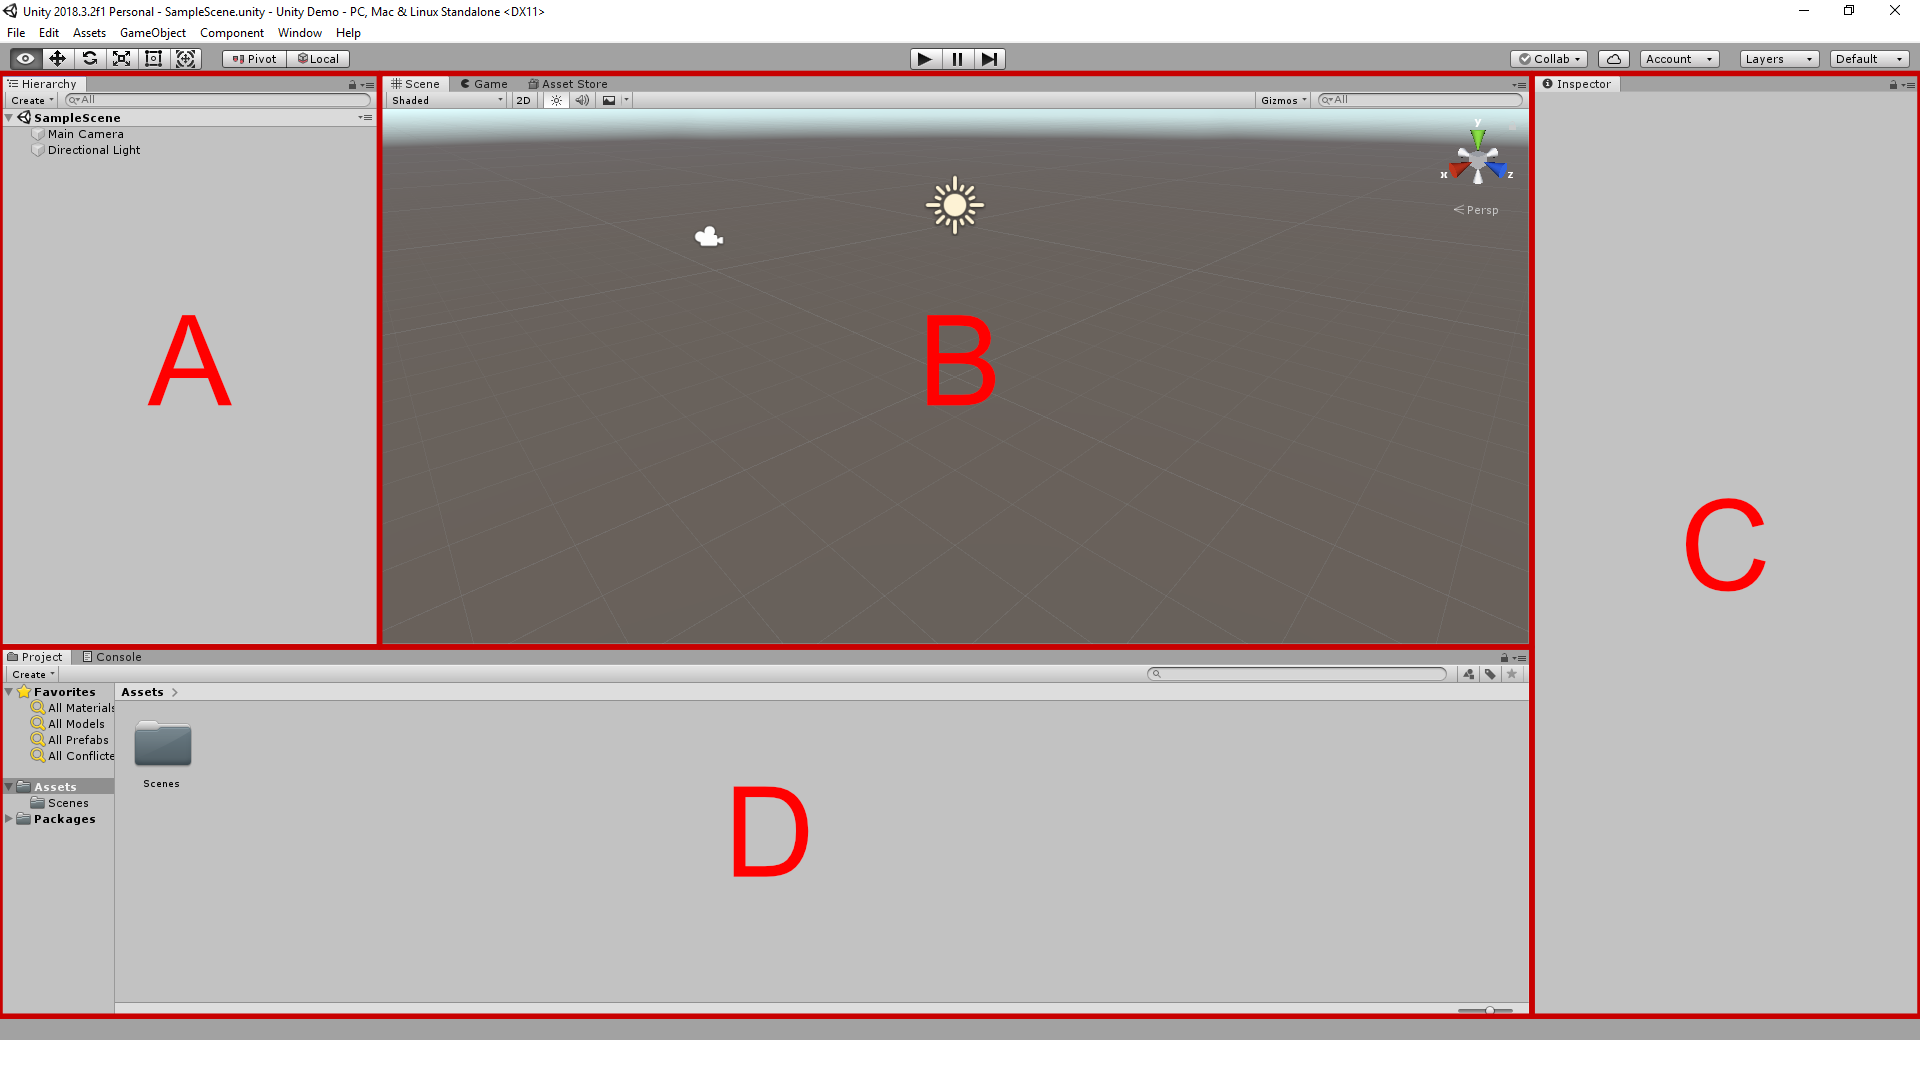 Unity 2018.3.2f1 Personal - SampleScene.unity - Unity Demo - PC, Mac & Linux Standalone <DX11>
File Edit Assets GameObject Component Window Help
Pivot Local Collab Account Layers Default
Hierarchy
Create All
SampleScene
Main Camera
Directional Light
A
Scene Game Asset Store
Shaded 2D Gizmos All
y
x z
Persp
B
Inspector
C
Project Console
Create
Favorites
All Materials
All Models
All Prefabs
All Conflicte
Assets
Scenes
Packages
Assets
Scenes
D